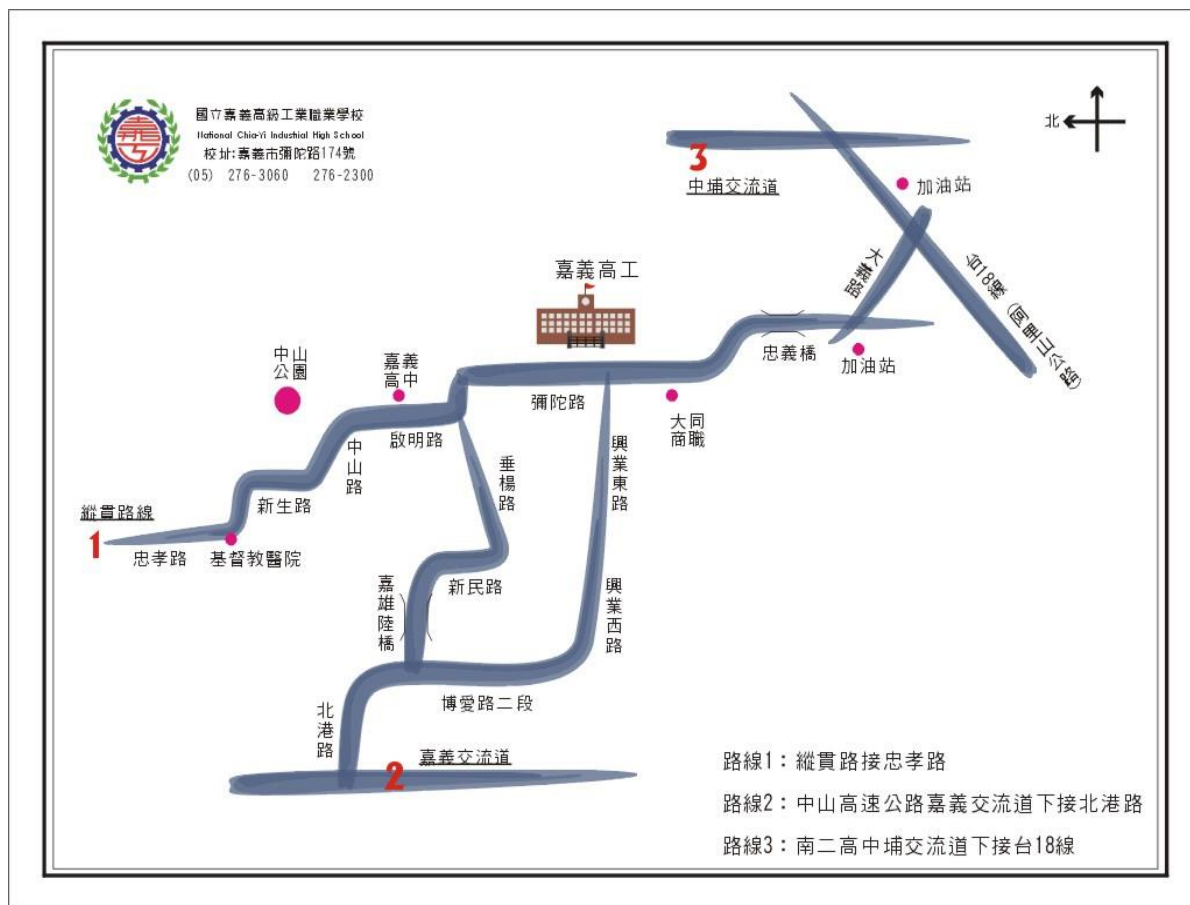 國立嘉義高級工業職業學校
National Chia-Yi Industrial High School
校址:嘉義市彌陀路174號
(05) 276-3060 276-2300
北
3
中埔交流道
加油站
大義路
台18線 (阿里山公路)
嘉義高工
忠義橋
加油站
中山
公園
嘉義
高中
彌陀路
大同
商職
啟明路
中山路
垂楊路
興業東路
新生路
縱貫路線
1
忠孝路
基督教醫院
新民路
嘉雄陸橋
興業西路
博愛路二段
北港路
嘉義交流道
2
路線1：縱貫路接忠孝路
路線2：中山高速公路嘉義交流道下接北港路
路線3：南二高中埔交流道下接台18線